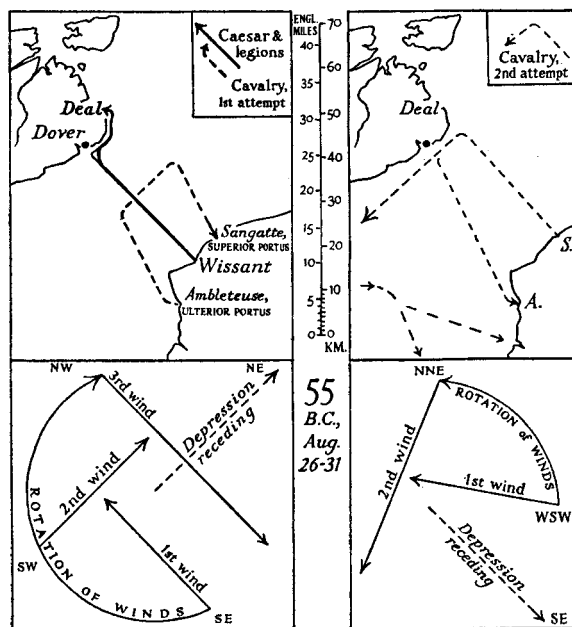 Caesar &
legions
Cavalry,
1st attempt
Deal
Dover
Sangatte,
SUPERIOR PORTUS
Wissant
Ambleteuse,
ULTERIOR PORTUS
ENGL.
MILES
70
40
60
35
30
50
25
40
20
30
15
20
10
10
5
0
0
KM.
Cavalry,
2nd attempt
Deal
S.
A.
NW
NE
3rd wind
Depression
receding
2nd wind
1st wind
ROTATION OF WINDS
SW
SE
55
B.C.,
Aug.
26-31
NNE
ROTATION of
WINDS
2nd wind
1st wind
WSW
Depression
receding
SE